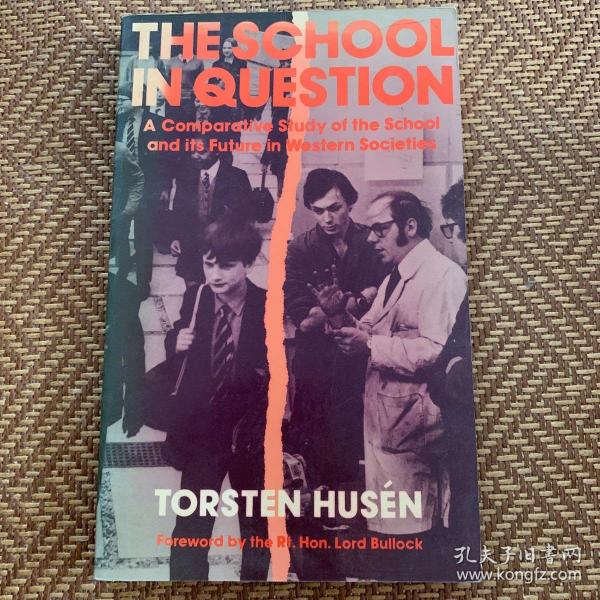 THE SCHOOL
IN QUESTION
A Comparative Study of the School
and its Future in Western Societies
TORSTEN HUSÉN
Foreword by the Rt. Hon. Lord Bullock
孔夫子旧書网
www.kongfz.com